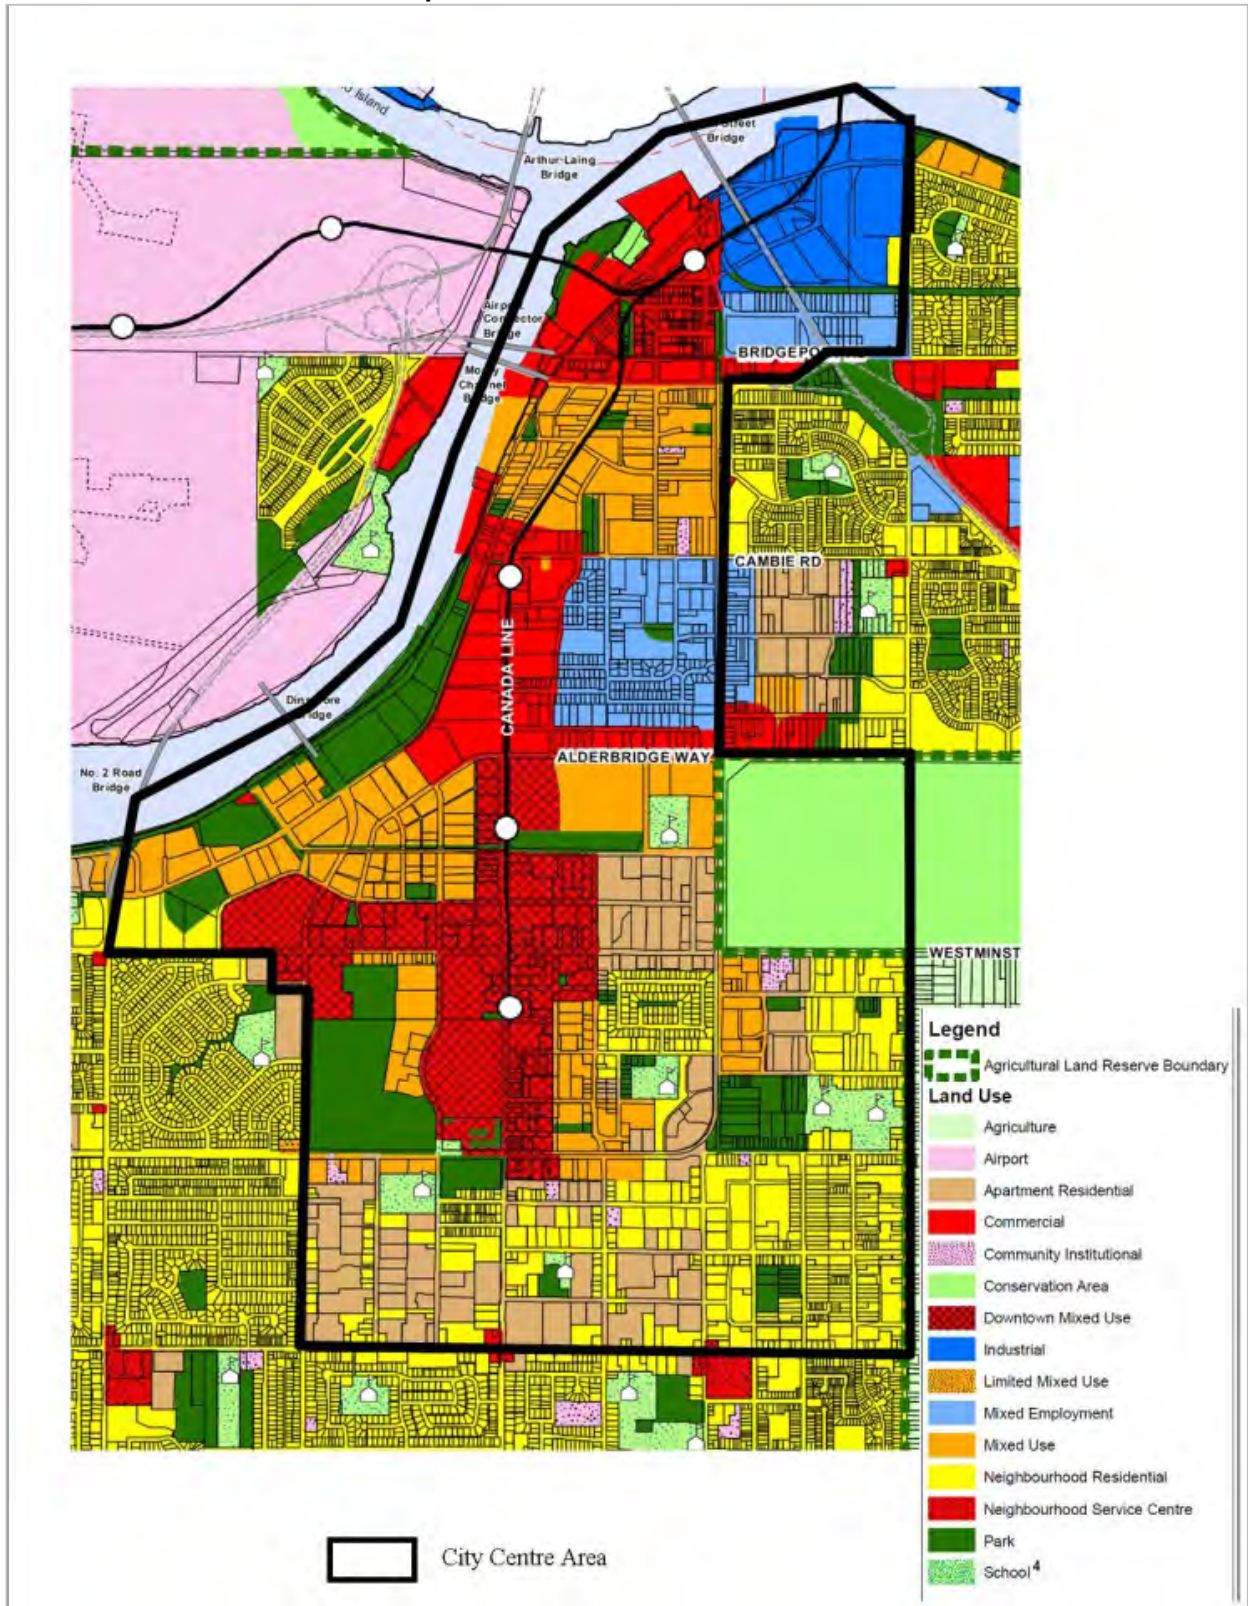 Island
Street
Bridge
Arthur-Laing
Bridge
Airport
Connector
Bridge
BRIDGEPO
Channel
Bridge
CAMBIE RD
CANADA LINE
Bridge
ALDERBRIDGE WAY
No. 2 Road
Bridge
WESTMINST
Legend
Agricultural Land Reserve Boundary
Land Use
Agriculture
Airport
Apartment Residential
Commercial
Community Institutional
Conservation Area
Downtown Mixed Use
Industrial
Limited Mixed Use
Mixed Employment
Mixed Use
Neighbourhood Residential
Neighbourhood Service Centre
Park
School 4
City Centre Area